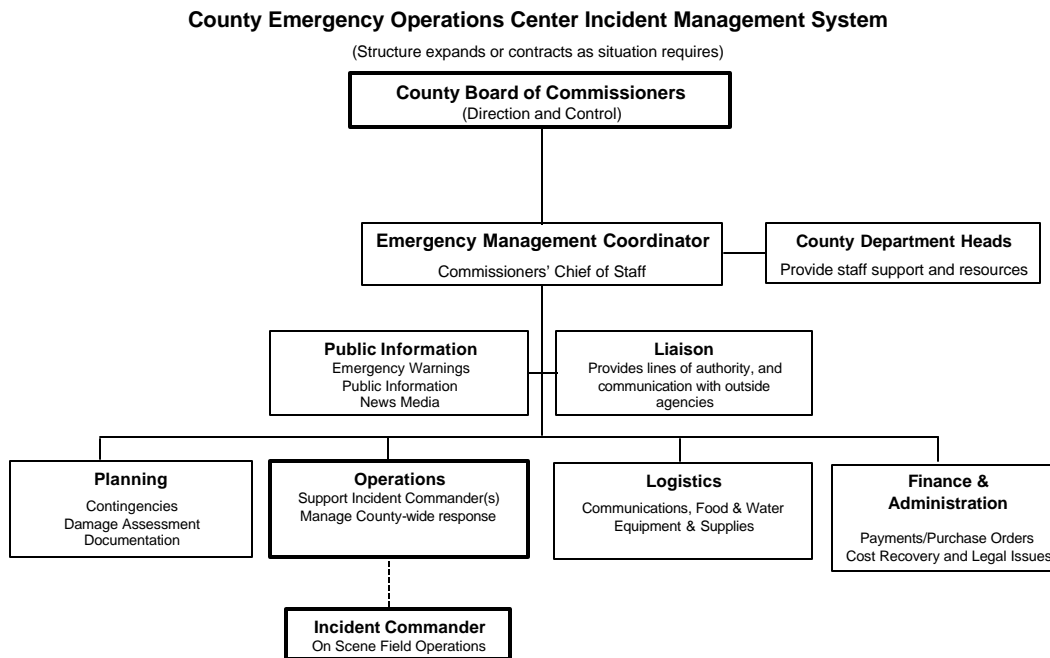 County Emergency Operations Center Incident Management System
(Structure expands or contracts as situation requires)
County Board of Commissioners
(Direction and Control)
Emergency Management Coordinator
Commissioners' Chief of Staff
County Department Heads
Provide staff support and resources
Public Information
Emergency Warnings
Public Information
News Media
Liaison
Provides lines of authority, and
communication with outside
agencies
Planning
Contingencies
Damage Assessment
Documentation
Operations
Support Incident Commander(s)
Manage County-wide response
Logistics
Communications, Food & Water
Equipment & Supplies
Finance &
Administration
Payments/Purchase Orders
Cost Recovery and Legal Issues
Incident Commander
On Scene Field Operations